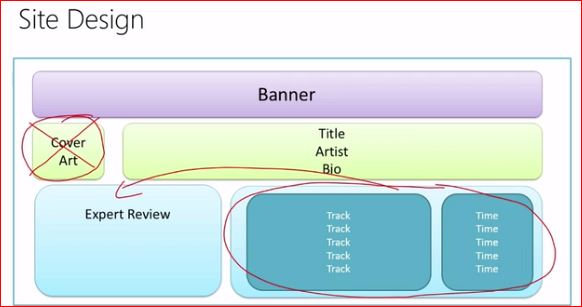 Site Design
Banner
Cover
Art
Title
Artist
Bio
Expert Review
Track
Track
Track
Track
Track
Time
Time
Time
Time
Time